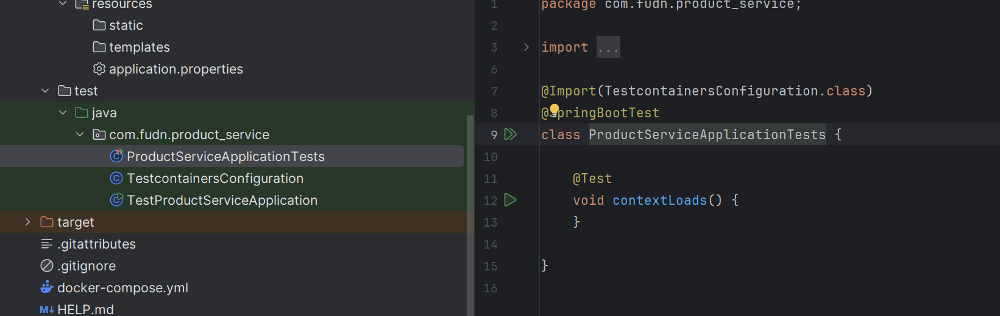 resources
static
templates
application.properties
test
java
com.fudn.product_service
ProductServiceApplicationTests
TestcontainersConfiguration
TestProductServiceApplication
target
.gitattributes
.gitignore
docker-compose.yml
M↓ HELP.md
1 package com.fudn.product_service;
2
3 import ...
6
7 @Import(TestcontainersConfiguration.class)
8 @SpringBootTest
9 class ProductServiceApplicationTests {
10
11 @Test
12 void contextLoads() {
13 }
14
15 }
16